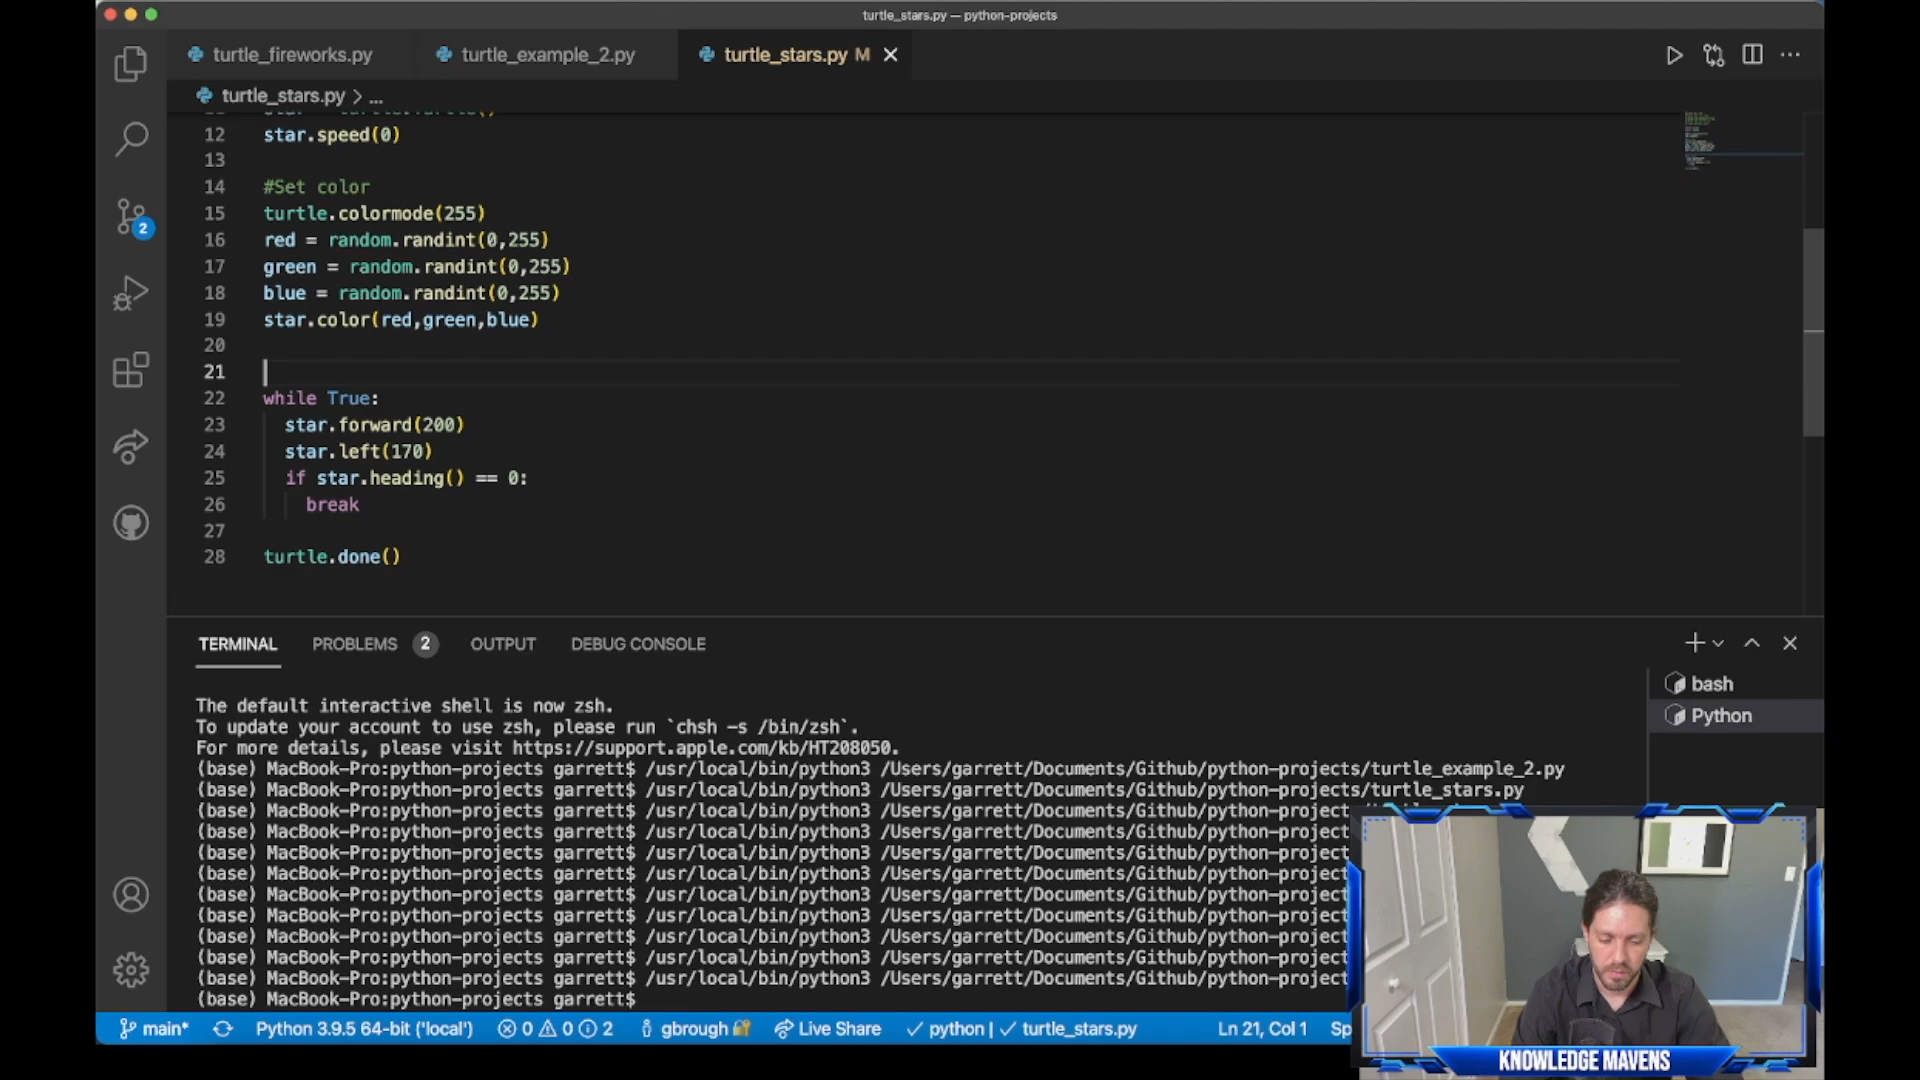 turtle_stars.py — python-projects
turtle_fireworks.py
turtle_example_2.py
turtle_stars.py M
turtle_stars.py > ...
12 star.speed(0)
13
14 #Set color
15 turtle.colormode(255)
16 red = random.randint(0,255)
17 green = random.randint(0,255)
18 blue = random.randint(0,255)
19 star.color(red,green,blue)
20
21
22 while True:
23 star.forward(200)
24 star.left(170)
25 if star.heading() == 0:
26 break
27
28 turtle.done()
2
TERMINAL PROBLEMS 2 OUTPUT DEBUG CONSOLE
bash
Python
The default interactive shell is now zsh.
To update your account to use zsh, please run `chsh -s /bin/zsh`.
For more details, please visit https://support.apple.com/kb/HT208050.
(base) MacBook-Pro:python-projects garrett$ /usr/local/bin/python3 /Users/garrett/Documents/Github/python-projects/turtle_example_2.py
(base) MacBook-Pro:python-projects garrett$ /usr/local/bin/python3 /Users/garrett/Documents/Github/python-projects/turtle_stars.py
(base) MacBook-Pro:python-projects garrett$ /usr/local/bin/python3 /Users/garrett/Documents/Github/python-projects
(base) MacBook-Pro:python-projects garrett$ /usr/local/bin/python3 /Users/garrett/Documents/Github/python-project
(base) MacBook-Pro:python-projects garrett$ /usr/local/bin/python3 /Users/garrett/Documents/Github/python-project
(base) MacBook-Pro:python-projects garrett$ /usr/local/bin/python3 /Users/garrett/Documents/Github/python-project
(base) MacBook-Pro:python-projects garrett$ /usr/local/bin/python3 /Users/garrett/Documents/Github/python-project
(base) MacBook-Pro:python-projects garrett$ /usr/local/bin/python3 /Users/garrett/Documents/Github/python-project
(base) MacBook-Pro:python-projects garrett$ /usr/local/bin/python3 /Users/garrett/Documents/Github/python-project
(base) MacBook-Pro:python-projects garrett$ /usr/local/bin/python3 /Users/garrett/Documents/Github/python-project
(base) MacBook-Pro:python-projects garrett$ /usr/local/bin/python3 /Users/garrett/Documents/Github/python-project
(base) MacBook-Pro:python-projects garrett$
main* Python 3.9.5 64-bit ('local') 0 0 2 gbrough Live Share python | turtle_stars.py Ln 21, Col 1 Sp
KNOWLEDGE MAVENS